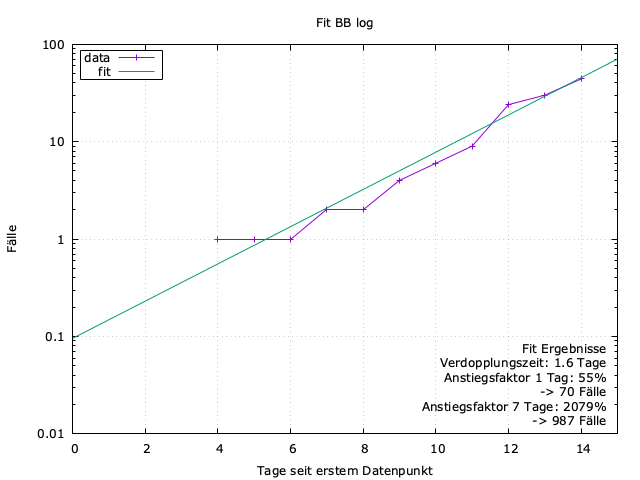 Fit BB log
100
10
1
0.1
0.01
Fälle
data
fit
Fit Ergebnisse
Verdopplungszeit: 1.6 Tage
Anstiegsfaktor 1 Tag: 55%
-> 70 Fälle
Anstiegsfaktor 7 Tage: 2079%
-> 987 Fälle
0 2 4 6 8 10 12 14
Tage seit erstem Datenpunkt